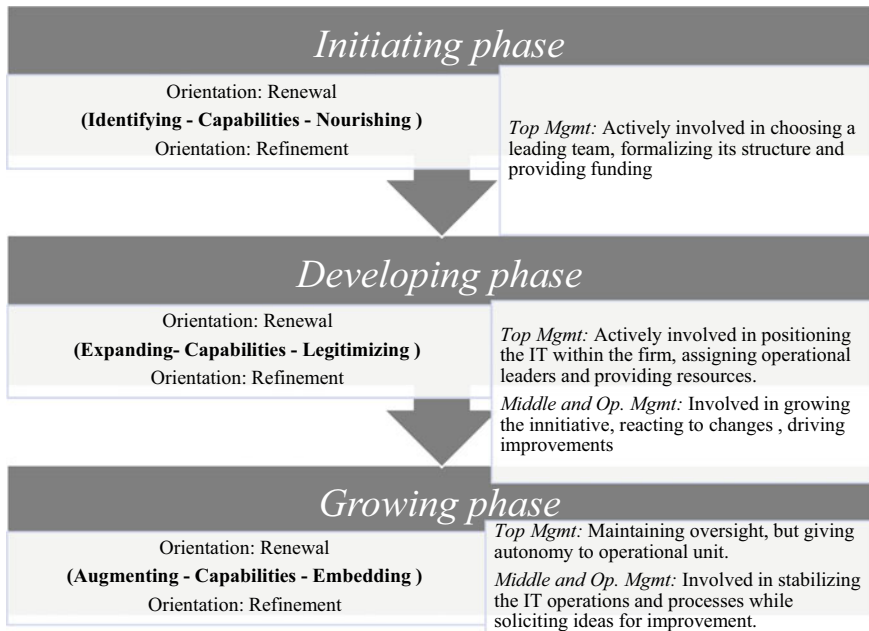 Initiating phase
Orientation: Renewal
(Identifying - Capabilities - Nourishing )
Orientation: Refinement
Top Mgmt: Actively involved in choosing a
leading team, formalizing its structure and
providing funding
Developing phase
Orientation: Renewal
(Expanding- Capabilities - Legitimizing )
Orientation: Refinement
Top Mgmt: Actively involved in positioning
the IT within the firm, assigning operational
leaders and providing resources.
Middle and Op. Mgmt: Involved in growing
the innitiative, reacting to changes , driving
improvements
Growing phase
Orientation: Renewal
(Augmenting - Capabilities - Embedding )
Orientation: Refinement
Top Mgmt: Maintaining oversight, but giving
autonomy to operational unit.
Middle and Op. Mgmt: Involved in stabilizing
the IT operations and processes while
soliciting ideas for improvement.